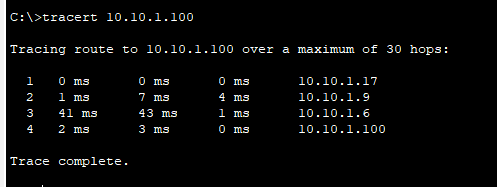 C:\>tracert 10.10.1.100
Tracing route to 10.10.1.100 over a maximum of 30 hops:
1 0 ms 0 ms 0 ms 10.10.1.17
2 1 ms 7 ms 4 ms 10.10.1.9
3 41 ms 43 ms 1 ms 10.10.1.6
4 2 ms 3 ms 0 ms 10.10.1.100
Trace complete.